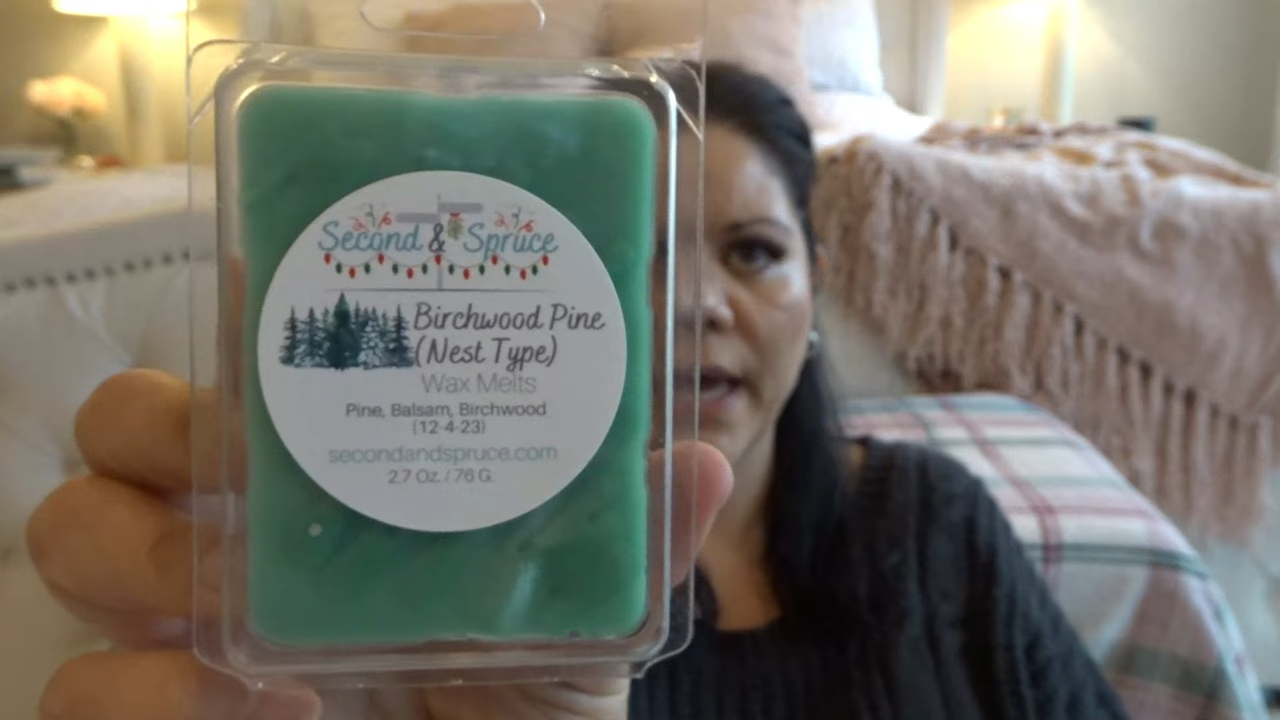 Second & Spruce
Birchwood Pine
(Nest Type)
Wax Melts
Pine, Balsam, Birchwood
(12-4-23)
secondandspruce.com
2.7 Oz. / 76 G.